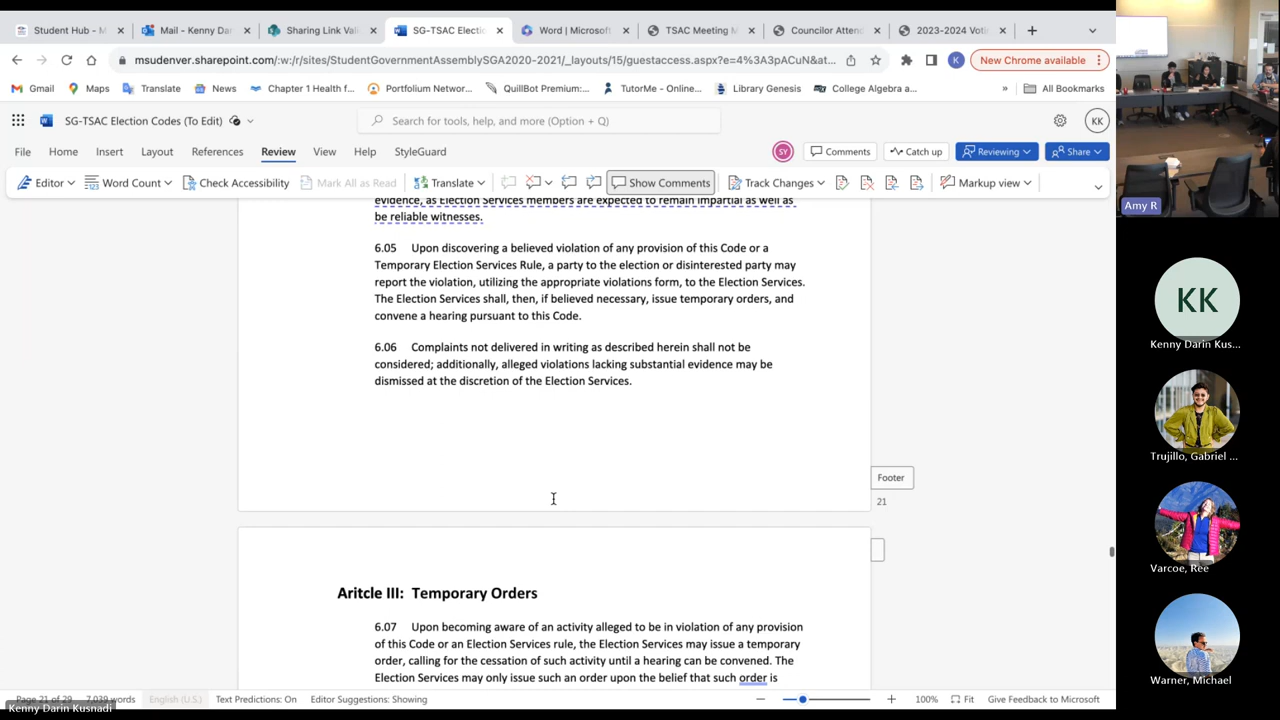 Student Hub - M
Mail - Kenny Dar
Sharing Link Vali
SG-TSAC Electio
Word | Microsoft
TSAC Meeting M
Councilor Attend
2023-2024 Voti
msudenver.sharepoint.com/:w:/r/sites/StudentGovernmentAssemblySGA2020-2021/_layouts/15/guestaccess.aspx?e=4%3A3pACuN&at...
K
New Chrome available
Gmail
Maps
Translate
News
Chapter 1 Health f...
Portfolium Networ...
QuillBot Premium:...
TutorMe - Online...
Library Genesis
College Algebra a...
»
All Bookmarks
SG-TSAC Election Codes (To Edit)
Search for tools, help, and more (Option + Q)
KK
File
Home
Insert
Layout
References
Review
View
Help
StyleGuard
SY
Comments
Catch up
Reviewing
Share
Editor
Word Count
Check Accessibility
Mark All as Read
Translate
Show Comments
Track Changes
Markup view
evidence, as Election Services members are expected to remain impartial as well as
be reliable witnesses.
6.05 Upon discovering a believed violation of any provision of this Code or a
Temporary Election Services Rule, a party to the election or disinterested party may
report the violation, utilizing the appropriate violations form, to the Election Services.
The Election Services shall, then, if believed necessary, issue temporary orders, and
convene a hearing pursuant to this Code.
6.06 Complaints not delivered in writing as described herein shall not be
considered; additionally, alleged violations lacking substantial evidence may be
dismissed at the discretion of the Election Services.
Footer
21
Aritcle III: Temporary Orders
6.07 Upon becoming aware of an activity alleged to be in violation of any provision
of this Code or an Election Services rule, the Election Services may issue a temporary
order, calling for the cessation of such activity until a hearing can be convened. The
Election Services may only issue such an order upon the belief that such order is
Page 21 of 29
7,039 words
English (U.S.)
Text Predictions: On
Editor Suggestions: Showing
100%
Fit
Give Feedback to Microsoft
Kenny Darin Kusnadi
Amy R
KK
Kenny Darin Kus...
Trujillo, Gabriel ...
Varcoe, Ree
Warner, Michael